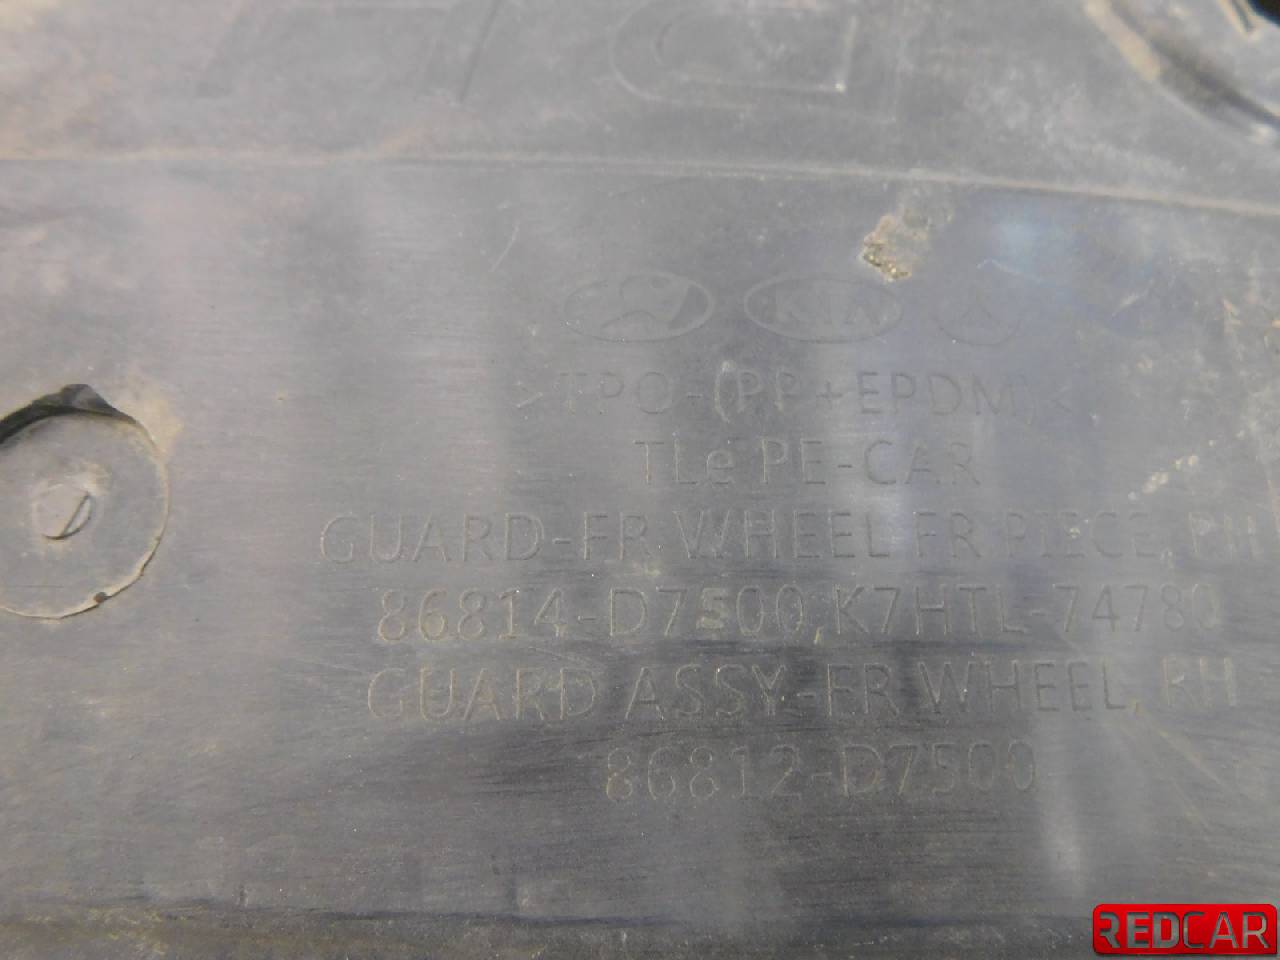 KIA
>TPO-(PP+EPDM)<
TLe PE-CAR
GUARD-FR WHEEL FR PIECE, RH
86814-D7500, K7HTL-74780
GUARD ASSY-FR WHEEL, RH
86812-D7500
REDCAR